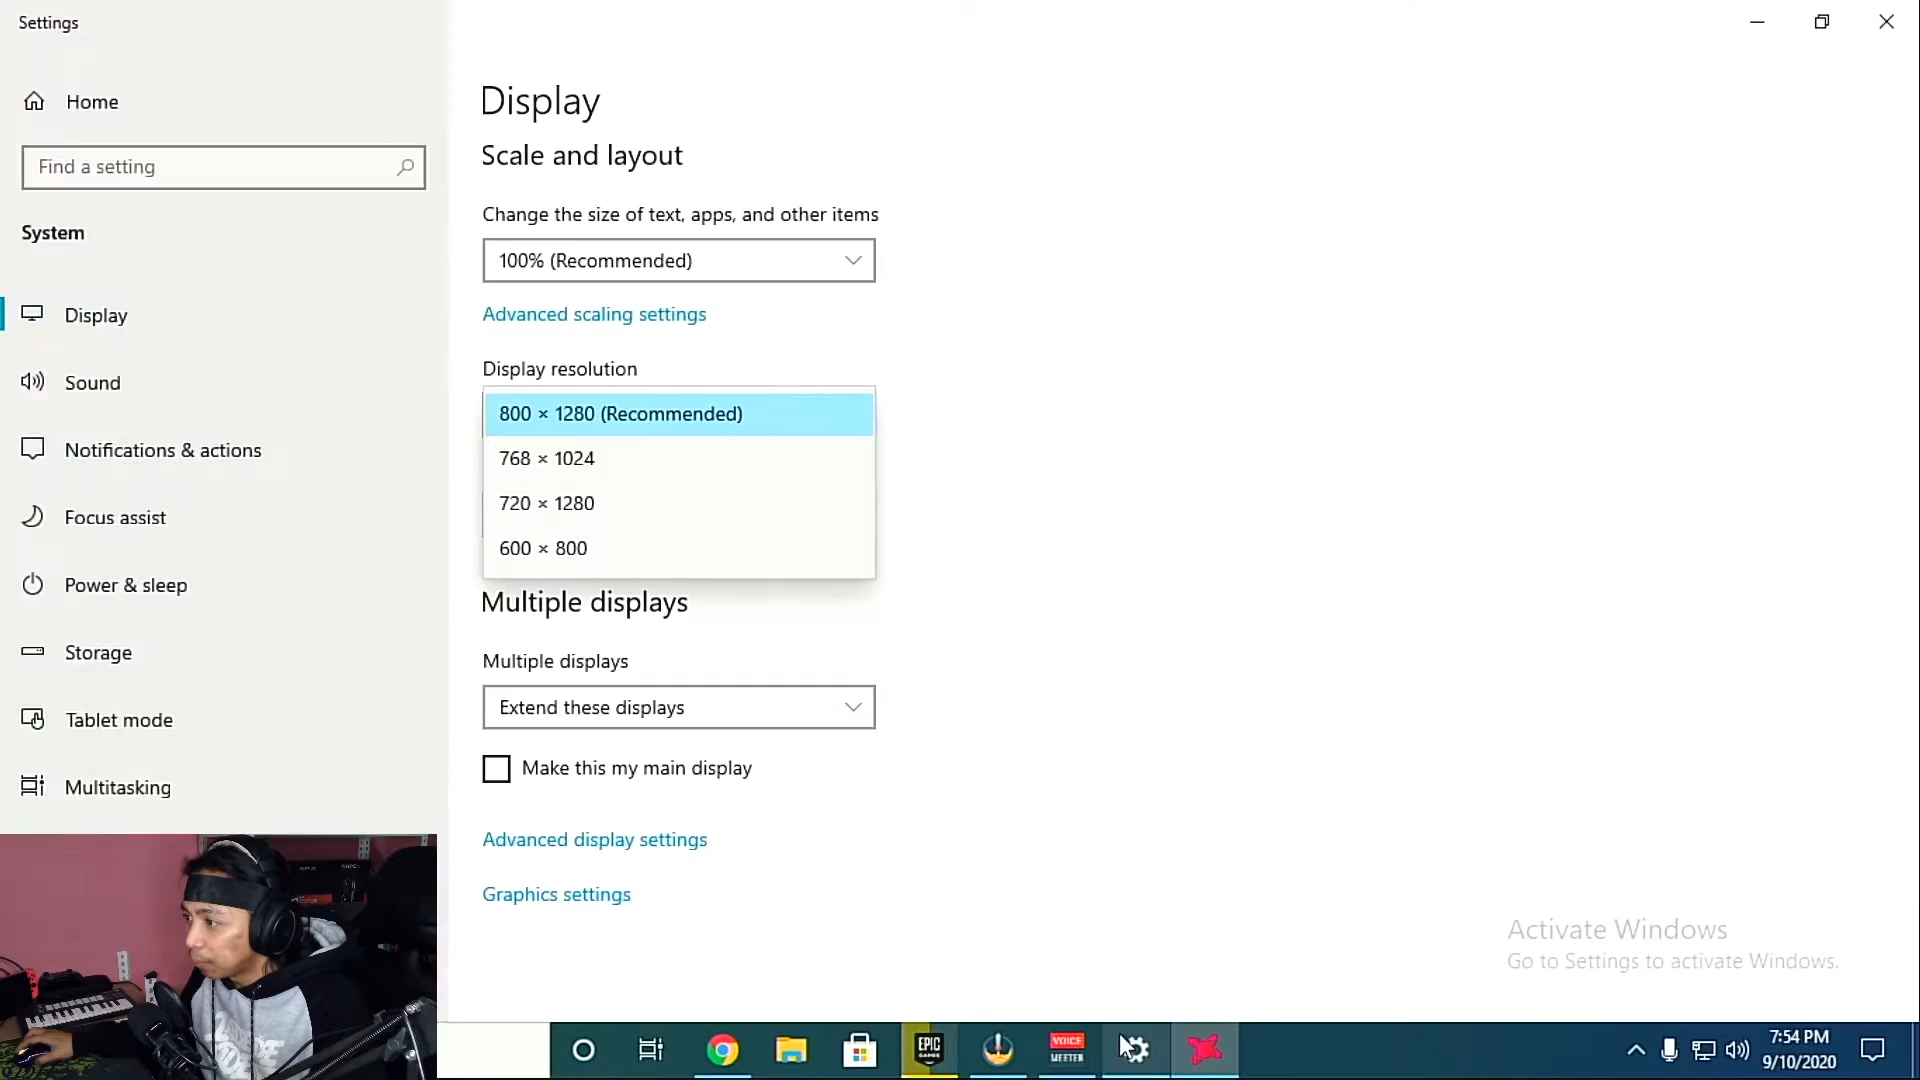 Settings
Home
Find a setting
System
Display
Sound
Notifications & actions
Focus assist
Power & sleep
Storage
Tablet mode
Multitasking
Display
Scale and layout
Change the size of text, apps, and other items
100% (Recommended)
Advanced scaling settings
Display resolution
800 × 1280 (Recommended)
768 × 1024
720 × 1280
600 × 800
Multiple displays
Multiple displays
Extend these displays
Make this my main display
Advanced display settings
Graphics settings
Activate Windows
Go to Settings to activate Windows.
EPIC
GAMES
VOICE
MEETER
7:54 PM
9/10/2020